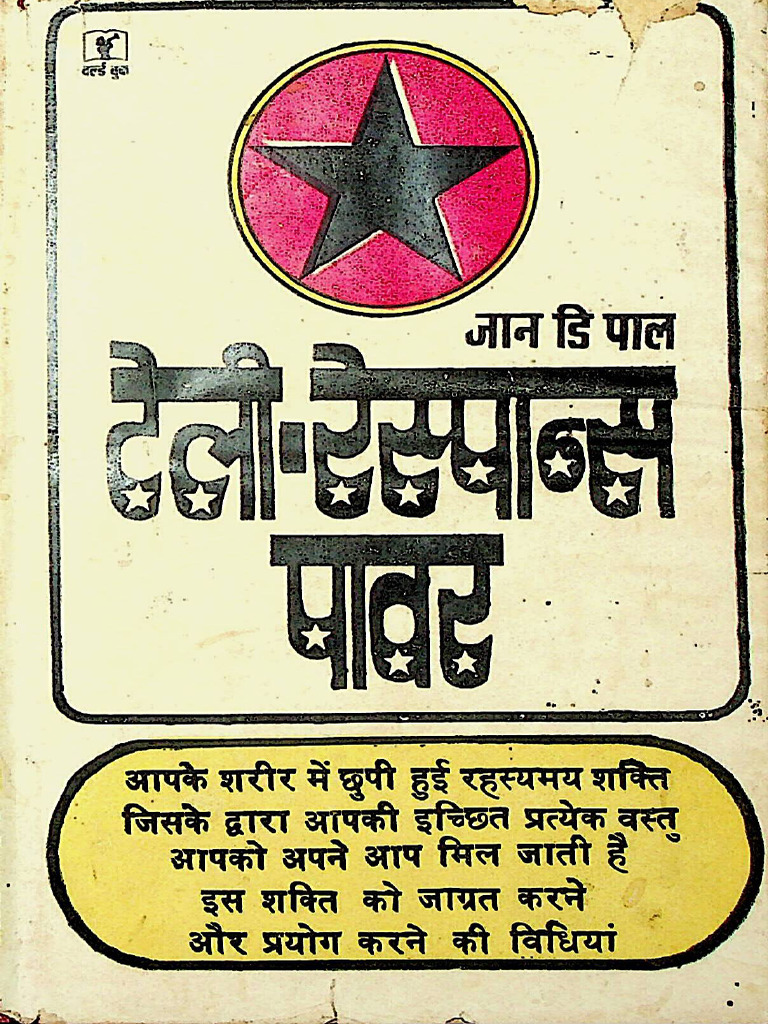 वर्ल्ड बुक
जान डि पाल
टेली-रेस्पान्स
पावर
आपके शरीर में छुपी हुई रहस्यमय शक्ति
जिसके द्वारा आपकी इच्छित प्रत्येक वस्तु
आपको अपने आप मिल जाती है
इस शक्ति को जाग्रत करने
और प्रयोग करने की विधियां